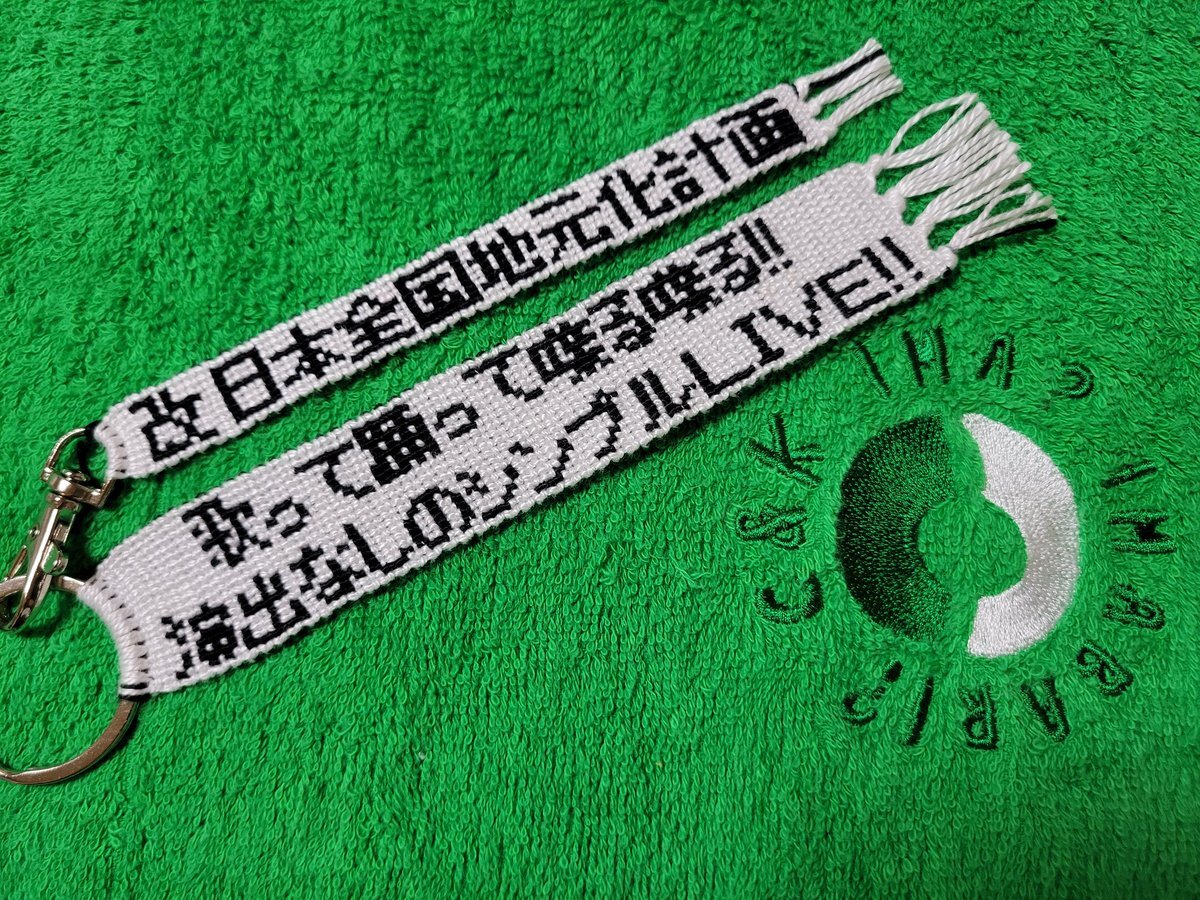 改 日本全国地元化計画
歌って踊って喋る喋る!!
演出なしのシンプルLIVE!!
C&K IMABARI